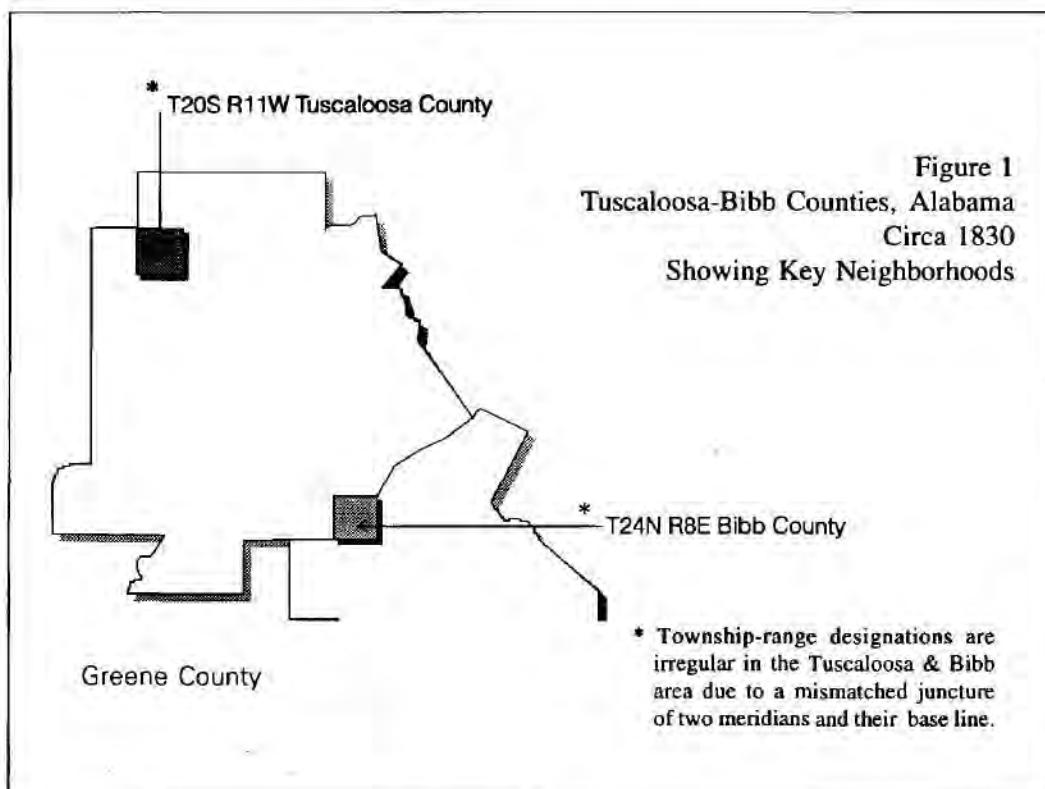 * T20S R11W Tuscaloosa County
Figure 1
Tuscaloosa-Bibb Counties, Alabama
Circa 1830
Showing Key Neighborhoods
* T24N R8E Bibb County
Greene County
* Township-range designations are
irregular in the Tuscaloosa & Bibb
area due to a mismatched juncture
of two meridians and their base line.